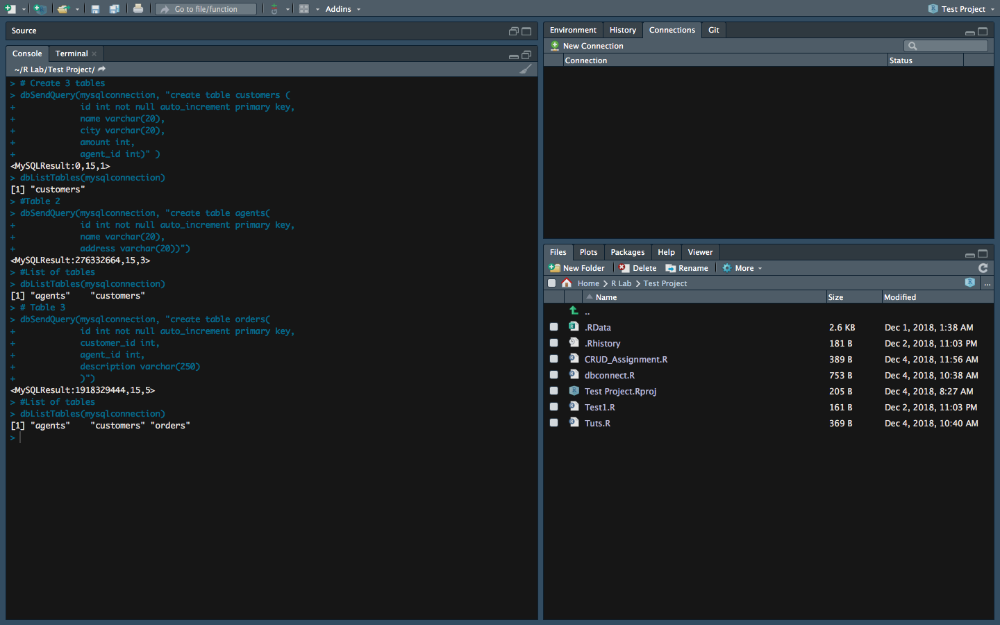 Go to file/function
Addins
Test Project
Source
Console Terminal
~/R Lab/Test Project/
> # Create 3 tables
> dbSendQuery(mysqlconnection, "create table customers (
+             id int not null auto_increment primary key,
+             name varchar(20),
+             city varchar(20),
+             amount int,
+             agent_id int)" )
<MySQLResult:0,15,1>
> dbListTables(mysqlconnection)
[1] "customers"
> #Table 2
> dbSendQuery(mysqlconnection, "create table agents(
+             id int not null auto_increment primary key,
+             name varchar(20),
+             address varchar(20))")
<MySQLResult:276332664,15,3>
> #List of tables
> dbListTables(mysqlconnection)
[1] "agents"    "customers"
> # Table 3
> dbSendQuery(mysqlconnection, "create table orders(
+             id int not null auto_increment primary key,
+             customer_id int,
+             agent_id int,
+             description varchar(250)
+             )")
<MySQLResult:1918329444,15,5>
> #List of tables
> dbListTables(mysqlconnection)
[1] "agents"    "customers" "orders"
>
Environment History Connections Git
New Connection
Connection Status
Files Plots Packages Help Viewer
New Folder Delete Rename More
Home > R Lab > Test Project ...
Name Size Modified
..
.RData 2.6 KB Dec 1, 2018, 1:38 AM
.Rhistory 181 B Dec 2, 2018, 11:03 PM
CRUD_Assignment.R 389 B Dec 4, 2018, 11:56 AM
dbconnect.R 753 B Dec 4, 2018, 10:38 AM
Test Project.Rproj 205 B Dec 4, 2018, 8:27 AM
Test1.R 161 B Dec 2, 2018, 11:03 PM
Tuts.R 369 B Dec 4, 2018, 10:40 AM